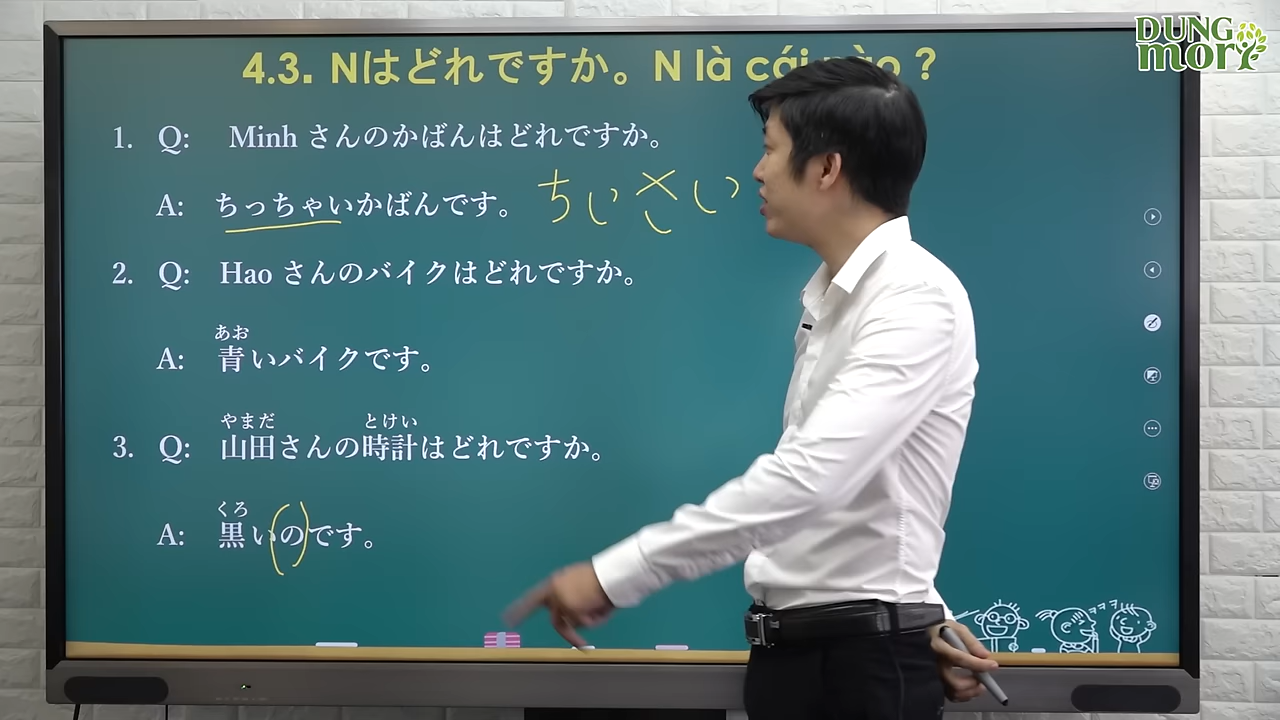 DUNG
mori
4.3. Nはどれですか。N là cái nào ?
1. Q: Minh さんのかばんはどれですか。
A: ちっちゃいかばんです。 ちいさい
2. Q: Hao さんのバイクはどれですか。
あお
A: 青いバイクです。
やまだ とけい
3. Q: 山田さんの時計はどれですか。
くろ
A: 黒い(の)です。